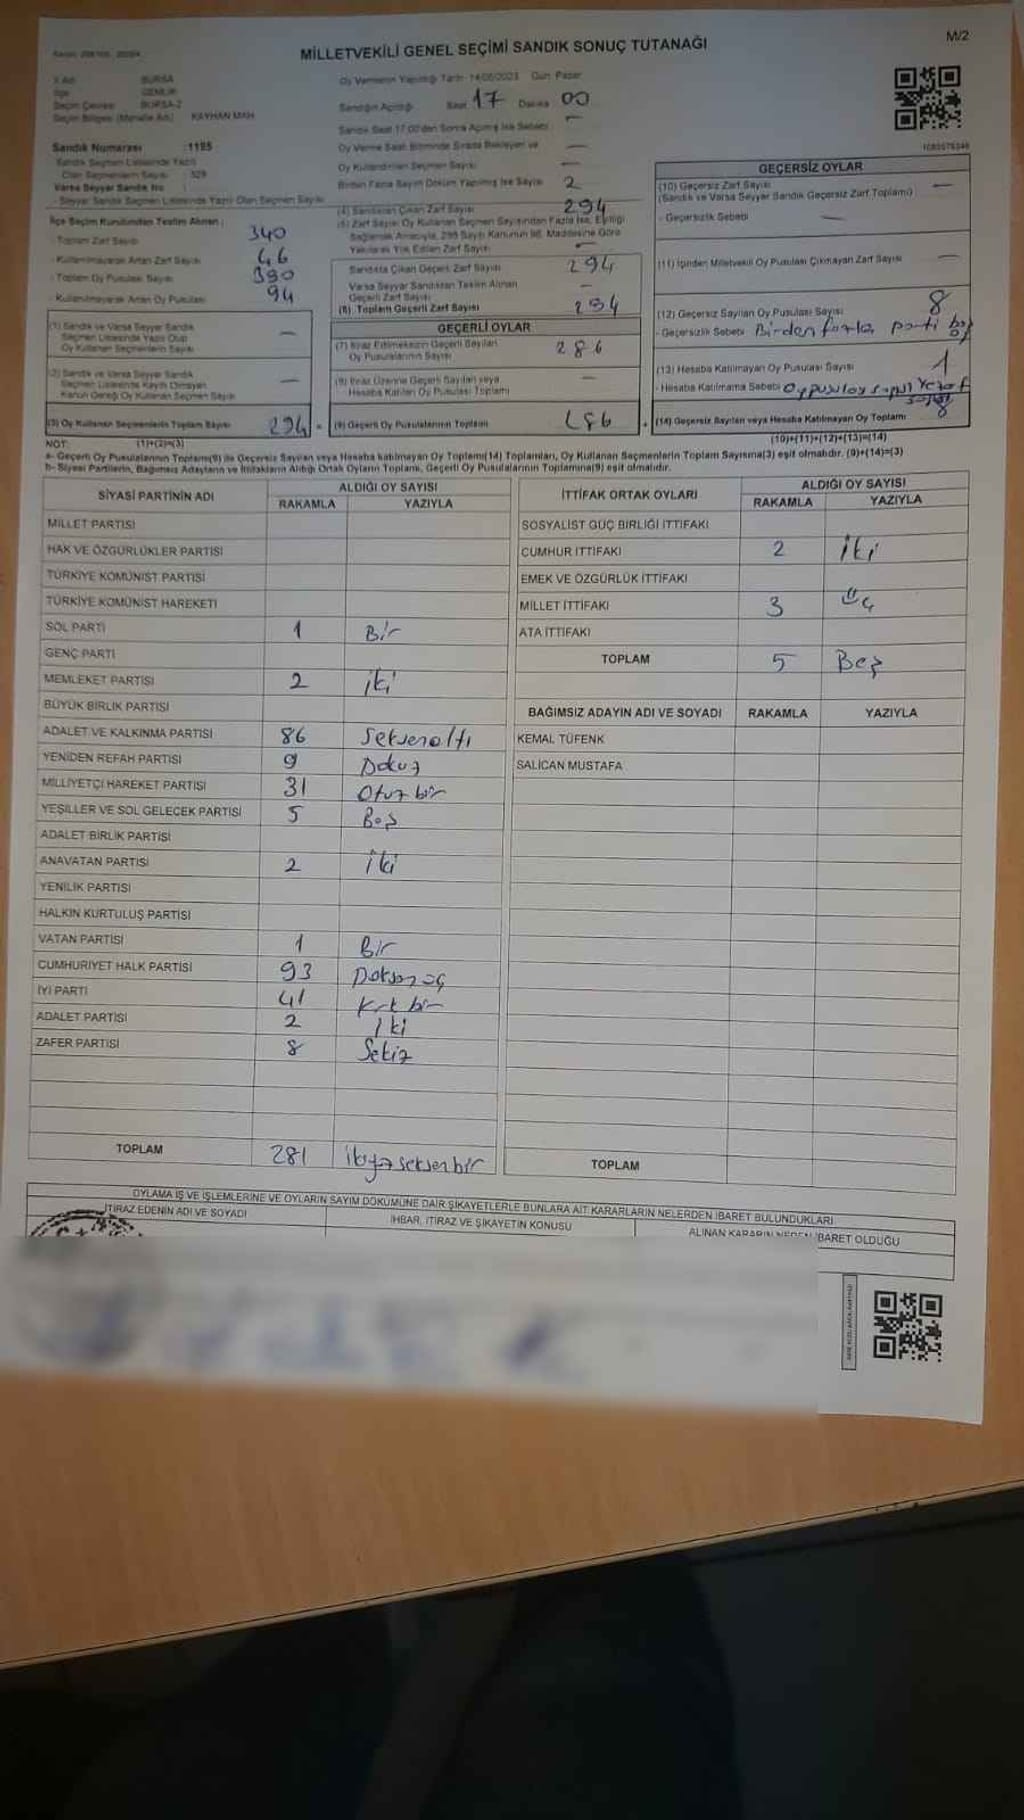 M/2
MİLLETVEKİLİ GENEL SEÇİMİ SANDIK SONUÇ TUTANAĞI
İl Adı : BURSA
İlçe : GEMLİK
Seçim Çevresi : BURSA-2
Seçim Bölgesi (Mahalle Adı) : KAYHAN MAH.
Sandık Numarası : 1195
Sandık Seçmen Listesinde Yazılı
Olan Seçmenlerin Sayısı : 329
Varsa Seyyar Sandık No :
Seyyar Sandık Seçmen Listesinde Yazılı Olan Seçmen Sayısı
İlçe Seçim Kurulundan Teslim Alınan :
- Toplam Zarf Sayısı 340
- Kullanılmayarak Artan Zarf Sayısı 46
- Toplam Oy Pusulası Sayısı 390
- Kullanılmayarak Artan Oy Pusulası 94
(1) Sandık ve Varsa Seyyar Sandık
Seçmen Listesinde Yazılı Olup
Oy Kullanan Seçmenlerin Sayısı —
(2) Sandık ve Varsa Seyyar Sandık
Seçmen Listesinde Kayıtlı Olmayan
Kanun Gereği Oy Kullanan Seçmen Sayısı —
(3) Oy Kullanan Seçmenlerin Toplam Sayısı 294 =
NOT: (1)+(2)=(3)
Oy Vermenin Yapıldığı Tarih: 14/05/2023 Gün: Pazar
Sandığın Açıldığı Saat 17 Dakika 00
Sandık Saat 17:00'den Sonra Açılmış İse Sebebi —
Oy Verme Saati Bitiminde Sırada Bekleyen ve
Oy Kullandırılan Seçmen Sayısı —
Birden Fazla Sayım Döküm Yapılmış İse Sayısı 2
(4) Sandıktan Çıkan Zarf Sayısı 294
(5) Zarf Sayısı Oy Kullanan Seçmen Sayısından Fazla İse, Eşitliği
Sağlamak Amacıyla, 298 Sayılı Kanunun 98. Maddesine Göre
Yakılarak Yok Edilen Zarf Sayısı —
Sandıkta Çıkan Geçerli Zarf Sayısı 294
Varsa Seyyar Sandıktan Teslim Alınan
Geçerli Zarf Sayısı —
(6) Toplam Geçerli Zarf Sayısı 294
GEÇERLİ OYLAR
(7) İtiraz Edilmeksizin Geçerli Sayılan
Oy Pusulalarının Sayısı 286
(8) İtiraz Üzerine Geçerli Sayılan veya
Hesaba Katılan Oy Pusulası Toplamı —
(9) Geçerli Oy Pusulalarının Toplamı 286 +
GEÇERSİZ OYLAR
(10) Geçersiz Zarf Sayısı
(Sandık ve Varsa Seyyar Sandık Geçersiz Zarf Toplamı) —
- Geçersizlik Sebebi —
(11) İçinden Milletvekili Oy Pusulası Çıkmayan Zarf Sayısı —
(12) Geçersiz Sayılan Oy Pusulası Sayısı 8
- Geçersizlik Sebebi Birden fazla parti
(13) Hesaba Katılmayan Oy Pusulası Sayısı 1
- Hesaba Katılmama Sebebi
(14) Geçersiz Sayılan veya Hesaba Katılmayan Oy Toplamı 8
(10)+(11)+(12)+(13)=(14)
a- Geçerli Oy Pusulalarının Toplamı(9) ile Geçersiz Sayılan veya Hesaba katılmayan Oy Toplamı(14) Toplamları, Oy Kullanan Seçmenlerin Toplam Sayısına(3) eşit olmalıdır. (9)+(14)=(3)
b- Siyasi Partilerin, Bağımsız Adayların ve İttifakların Aldığı Ortak Oyların Toplamı, Geçerli Oy Pusulalarının Toplamına(9) eşit olmalıdır.
SİYASİ PARTİNİN ADI ALDIĞI OY SAYISI
RAKAMLA YAZIYLA
MİLLET PARTİSİ
HAK VE ÖZGÜRLÜKLER PARTİSİ
TÜRKİYE KOMÜNİST PARTİSİ
TÜRKİYE KOMÜNİST HAREKETİ
SOL PARTİ 1 Bir
GENÇ PARTİ
MEMLEKET PARTİSİ 2 iki
BÜYÜK BİRLİK PARTİSİ
ADALET VE KALKINMA PARTİSİ 86 Seksenaltı
YENİDEN REFAH PARTİSİ 9 Dokuz
MİLLİYETÇİ HAREKET PARTİSİ 31 Otuz bir
YEŞİLLER VE SOL GELECEK PARTİSİ 5 Beş
ADALET BİRLİK PARTİSİ
ANAVATAN PARTİSİ 2 iki
YENİLİK PARTİSİ
HALKIN KURTULUŞ PARTİSİ
VATAN PARTİSİ 1 Bir
CUMHURİYET HALK PARTİSİ 93 Doksan üç
İYİ PARTİ 41 Kırk bir
ADALET PARTİSİ 2 iki
ZAFER PARTİSİ 8 Sekiz
TOPLAM 281 ikiyüzseksenbir
İTTİFAK ORTAK OYLARI ALDIĞI OY SAYISI
RAKAMLA YAZIYLA
SOSYALİST GÜÇ BİRLİĞİ İTTİFAKI
CUMHUR İTTİFAKI 2 iki
EMEK VE ÖZGÜRLÜK İTTİFAKI
MİLLET İTTİFAKI 3 Üç
ATA İTTİFAKI
TOPLAM 5 Beş
BAĞIMSIZ ADAYIN ADI VE SOYADI RAKAMLA YAZIYLA
KEMAL TÜFENK
SALİCAN MUSTAFA
TOPLAM
OYLAMA İŞ VE İŞLEMLERİNE VE OYLARIN SAYIM DÖKÜMÜNE DAİR ŞİKAYETLERLE BUNLARA AİT KARARLARIN NELERDEN İBARET BULUNDUKLARI
İTİRAZ EDENİN ADI VE SOYADI İHBAR, İTİRAZ VE ŞİKAYETİN KONUSU ALINAN KARARIN NEDEN İBARET OLDUĞU